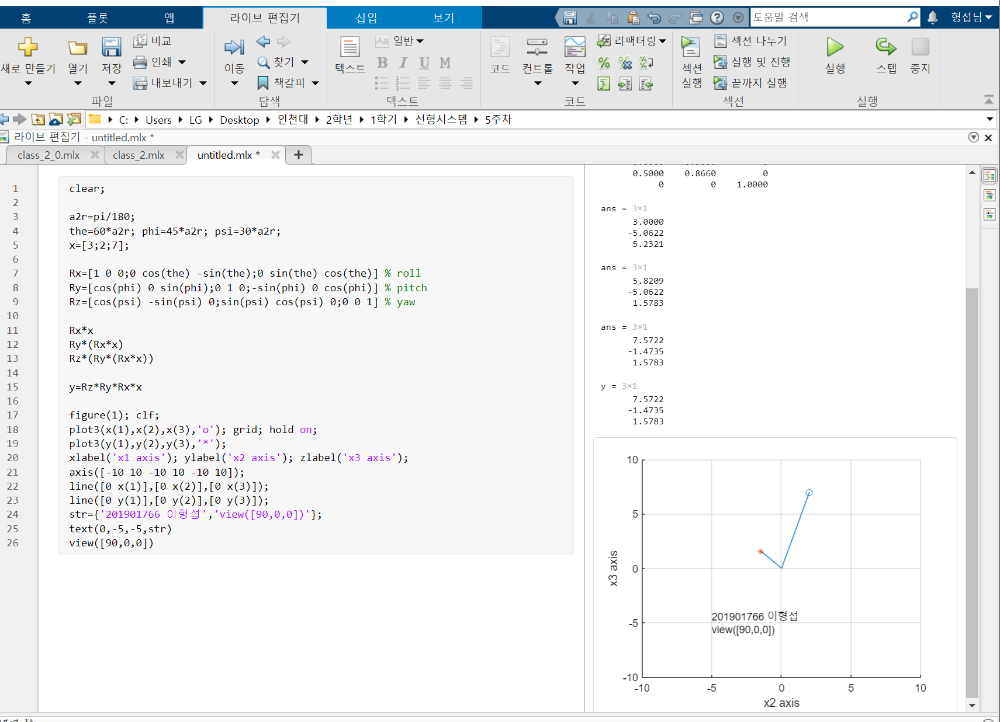 홈 플롯 앱 라이브 편집기 삽입 보기 도움말 검색 형섭님
새로 만들기 열기 저장 비교 인쇄 내보내기
파일
이동 찾기 책갈피
탐색
텍스트 Aa 일반 B I U M
텍스트
코드 컨트롤 작업 리팩터링
코드
섹션 실행 섹션 나누기 실행 및 진행 끝까지 실행
섹션
실행 스텝 중지
실행
C: Users LG Desktop 인천대 2학년 1학기 선형시스템 5주차
라이브 편집기 - untitled.mlx *
class_2_0.mlx class_2.mlx untitled.mlx *
1 clear;
2
3 a2r=pi/180;
4 the=60*a2r; phi=45*a2r; psi=30*a2r;
5 x=[3;2;7];
6
7 Rx=[1 0 0;0 cos(the) -sin(the);0 sin(the) cos(the)] % roll
8 Ry=[cos(phi) 0 sin(phi);0 1 0;-sin(phi) 0 cos(phi)] % pitch
9 Rz=[cos(psi) -sin(psi) 0;sin(psi) cos(psi) 0;0 0 1] % yaw
10
11 Rx*x
12 Ry*(Rx*x)
13 Rz*(Ry*(Rx*x))
14
15 y=Rz*Ry*Rx*x
16
17 figure(1); clf;
18 plot3(x(1),x(2),x(3),'o'); grid; hold on;
19 plot3(y(1),y(2),y(3),'*');
20 xlabel('x1 axis'); ylabel('x2 axis'); zlabel('x3 axis');
21 axis([-10 10 -10 10 -10 10]);
22 line([0 x(1)],[0 x(2)],[0 x(3)]);
23 line([0 y(1)],[0 y(2)],[0 y(3)]);
24 str={'201901766 이형섭','view([90,0,0])'};
25 text(0,-5,-5,str)
26 view([90,0,0])
0.5000 0.8660 0
0 0 1.0000
ans = 3×1
3.0000
-5.0622
5.2321
ans = 3×1
5.8209
-5.0622
1.5783
ans = 3×1
7.5722
-1.4735
1.5783
y = 3×1
7.5722
-1.4735
1.5783
10
5
0
-5
-10
x3 axis
201901766 이형섭
view([90,0,0])
-10 -5 0 5 10
x2 axis